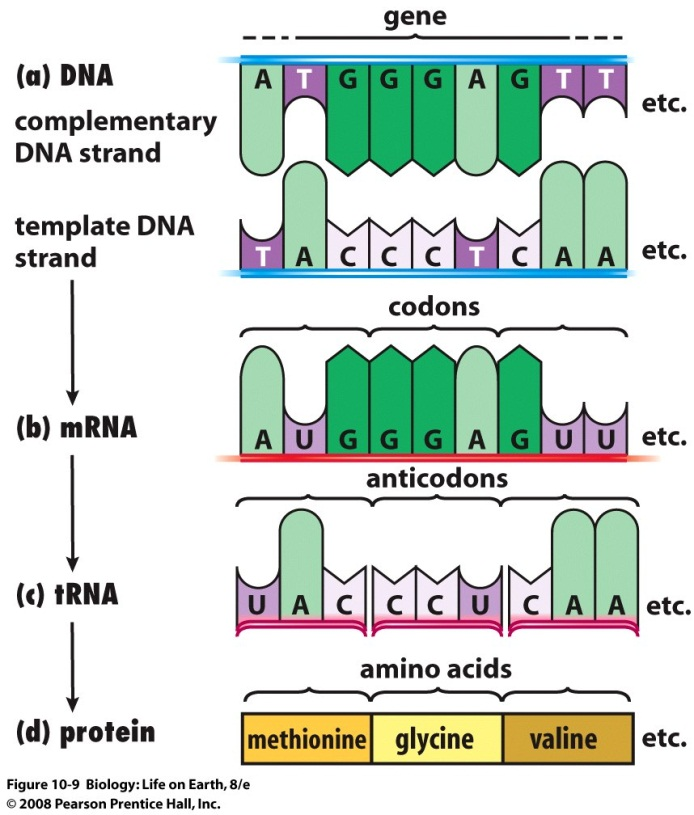 gene
(a) DNA
A T G G G A G T T
etc.
complementary
DNA strand
template DNA
strand
T A C C C T C A A
etc.
codons
(b) mRNA
A U G G G A G U U
etc.
anticodons
(c) tRNA
U A C C C U C A A
etc.
amino acids
(d) protein
methionine glycine valine
etc.
Figure 10-9 Biology: Life on Earth, 8/e
© 2008 Pearson Prentice Hall, Inc.